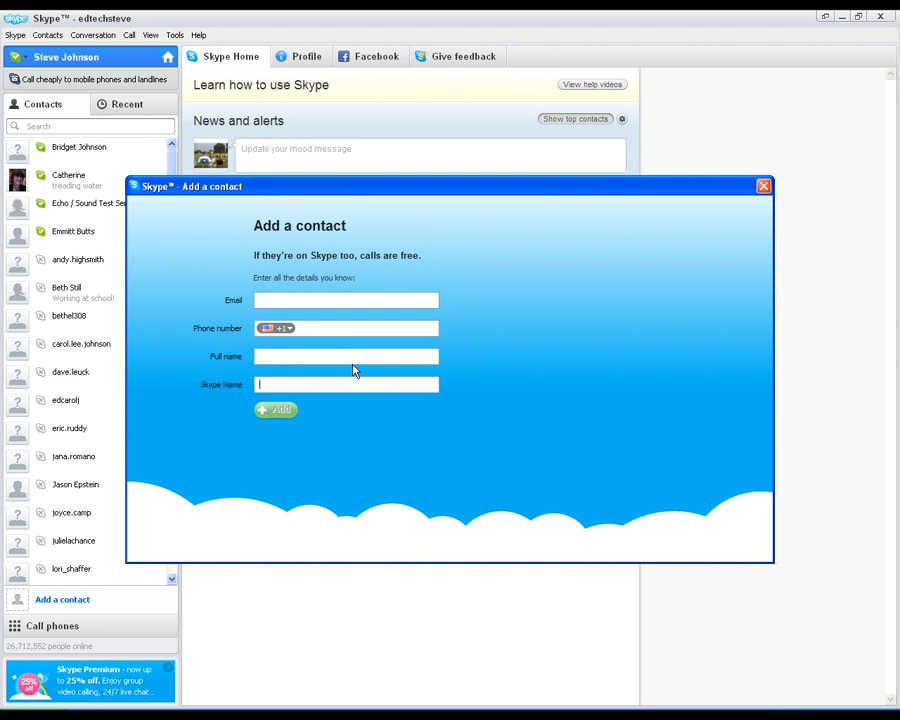 Skype™ - edtechsteve
Skype Contacts Conversation Call View Tools Help
Steve Johnson
Skype Home
Profile
Facebook
Give feedback
Call cheaply to mobile phones and landlines
Learn how to use Skype
View help videos
Contacts
Recent
Search
News and alerts
Show top contacts
Update your mood message
Bridget Johnson
Catherine
treading water
Echo / Sound Test Se
Emmitt Butts
andy.highsmith
Beth Still
Working at school!
bethel308
carol.lee.johnson
dave.leuck
edcarolj
eric.ruddy
jana.romano
Jason Epstein
joyce.camp
julielachance
lori_shaffer
Add a contact
Call phones
26,712,552 people online
25% off
Skype Premium - now up
to 25% off. Enjoy group
video calling, 24/7 live chat...
Skype™ - Add a contact
Add a contact
If they're on Skype too, calls are free.
Enter all the details you know:
Email
Phone number +1
Full name
Skype Name
Add